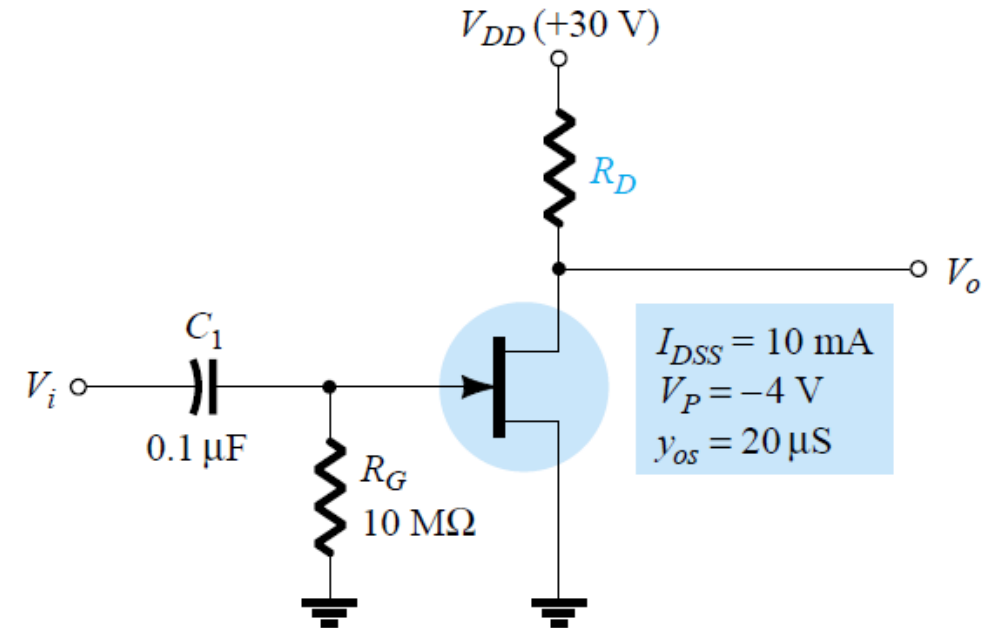 V_DD (+30 V)
R_D
V_o
C_1
I_DSS = 10 mA
V_P = −4 V
y_os = 20 μS
V_i
0.1 μF
R_G
10 MΩ